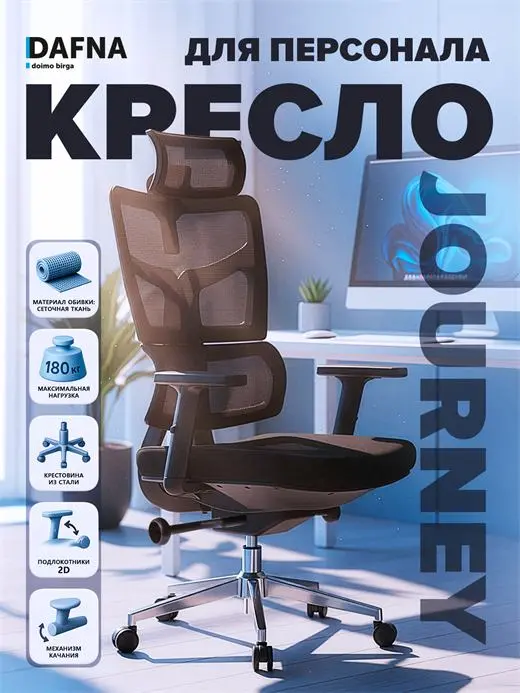 DAFNA
doimo birga
ДЛЯ ПЕРСОНАЛА
КРЕСЛО
JOURNEY
МАТЕРИАЛ ОБИВКИ:
СЕТОЧНАЯ ТКАНЬ
180 КГ
МАКСИМАЛЬНАЯ
НАГРУЗКА
КРЕСТОВИНА
ИЗ СТАЛИ
ПОДЛОКОТНИКИ
2D
МЕХАНИЗМ
КАЧАНИЯ